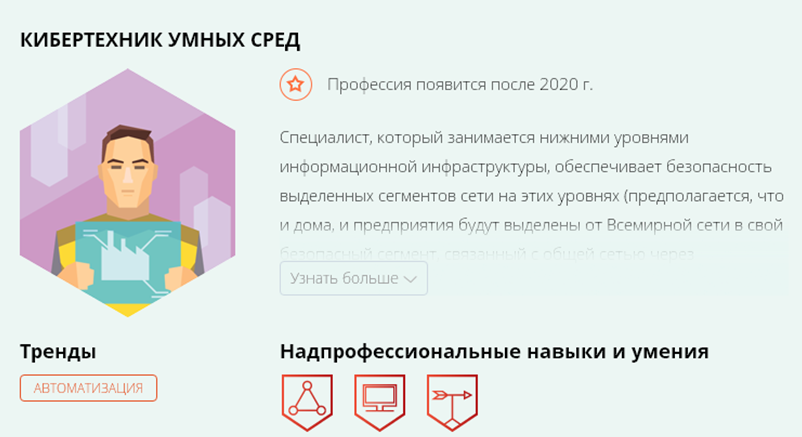 КИБЕРТЕХНИК УМНЫХ СРЕД
Профессия появится после 2020 г.
Специалист, который занимается нижними уровнями
информационной инфраструктуры, обеспечивает безопасность
выделенных сегментов сети на этих уровнях (предполагается, что
и дома, и предприятия будут выделены от Всемирной сети в свой
безопасный сегмент, связанный с общей сетью через
Узнать больше
Тренды
АВТОМАТИЗАЦИЯ
Надпрофессиональные навыки и умения